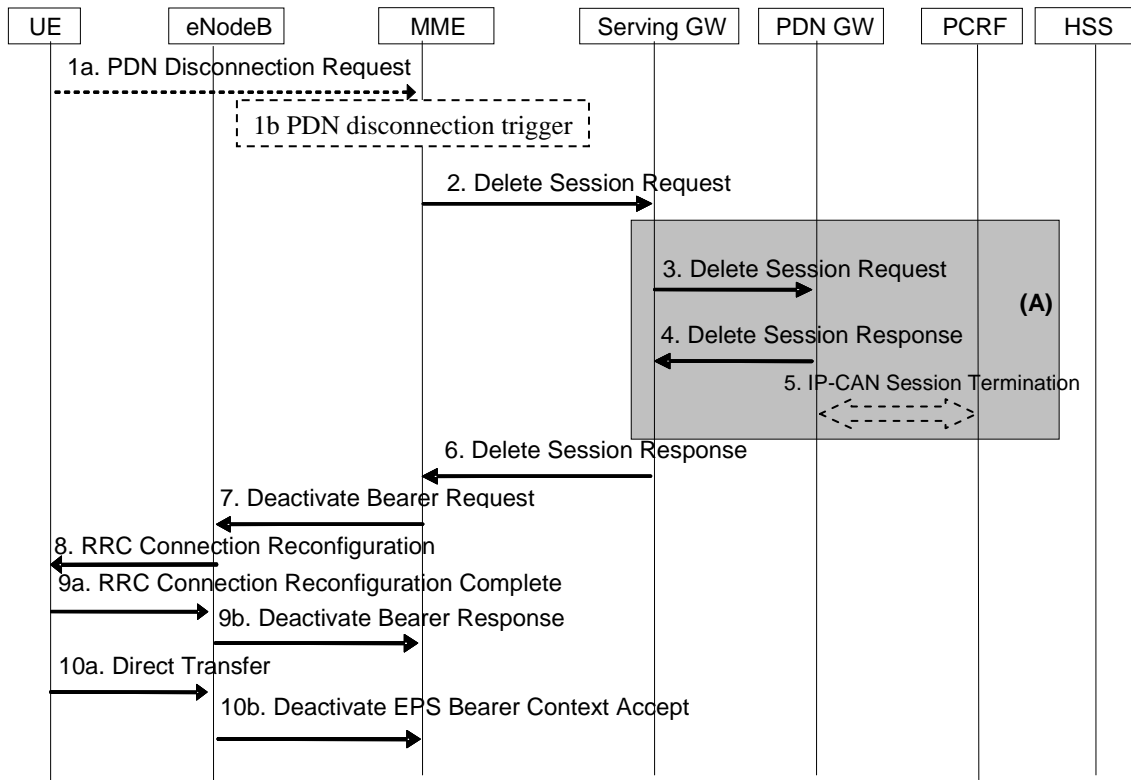 UE
eNodeB
MME
Serving GW
PDN GW
PCRF
HSS
1a. PDN Disconnection Request
1b PDN disconnection trigger
2. Delete Session Request
3. Delete Session Request
(A)
4. Delete Session Response
5. IP-CAN Session Termination
6. Delete Session Response
7. Deactivate Bearer Request
8. RRC Connection Reconfiguration
9a. RRC Connection Reconfiguration Complete
9b. Deactivate Bearer Response
10a. Direct Transfer
10b. Deactivate EPS Bearer Context Accept